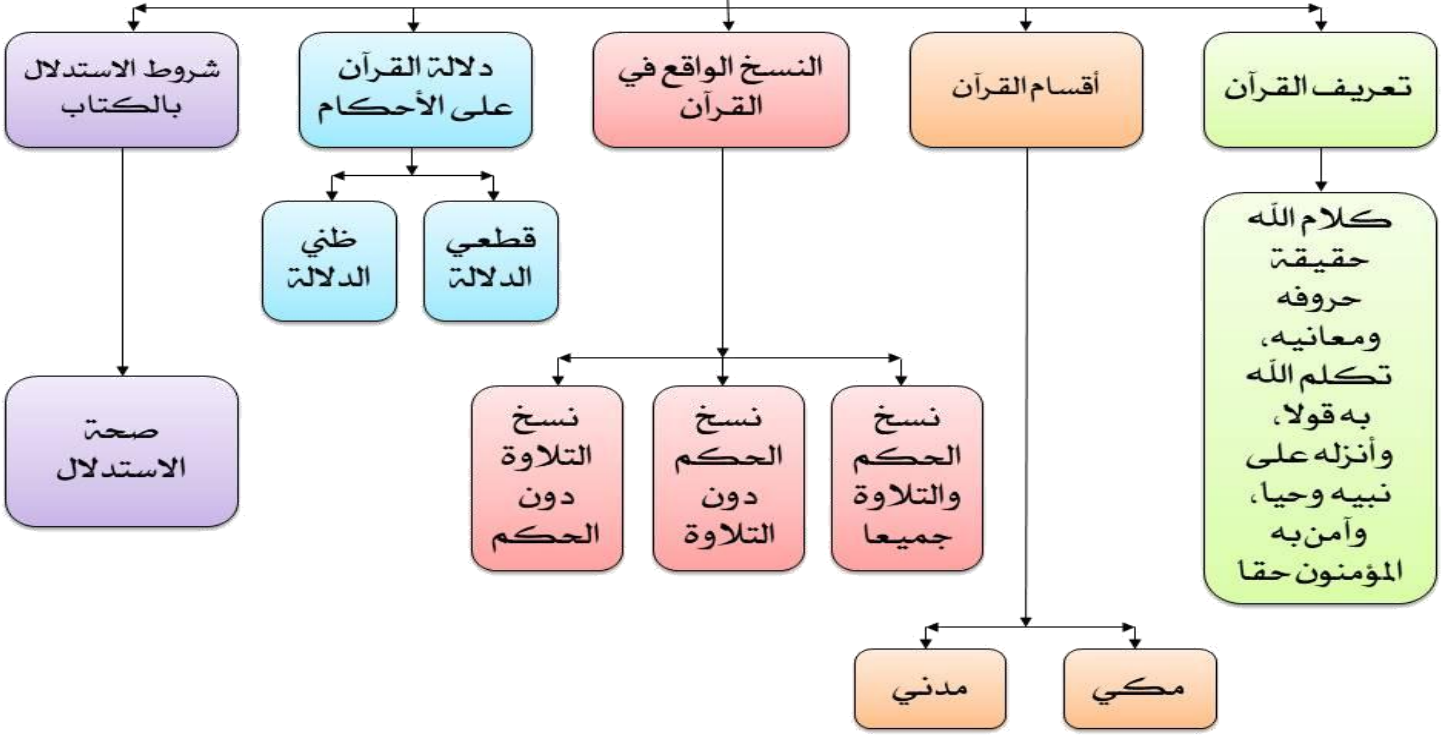 تعريف القرآن
أقسام القرآن
النسخ الواقع في
القرآن
دلالة القرآن
على الأحكام
شروط الاستدلال
بالكتاب
كلام الله
حقيقة
حروفه
ومعانيه،
تكلم الله
به قولا،
وأنزله على
نبيه وحيا،
وآمن به
المؤمنون حقا
مكي
مدني
نسخ
الحكم
والتلاوة
جميعا
نسخ
الحكم
دون
التلاوة
نسخ
التلاوة
دون
الحكم
قطعي
الدلالة
ظني
الدلالة
صحة
الاستدلال